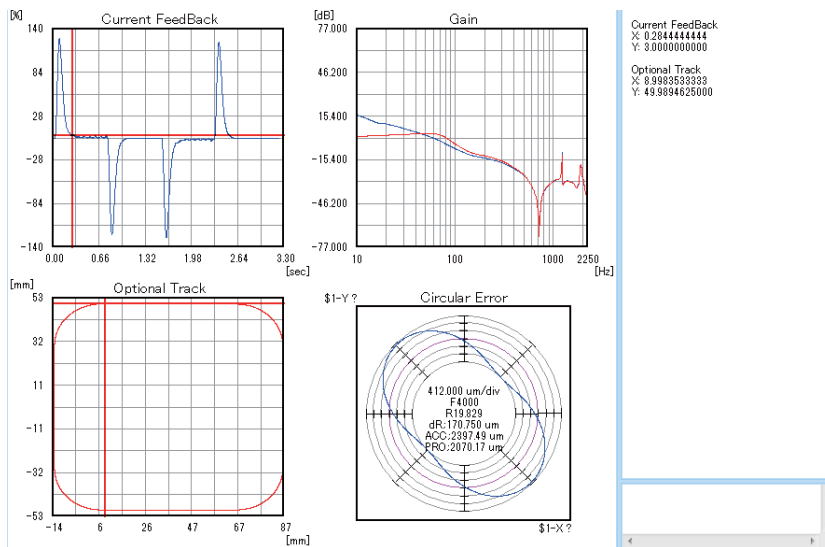 Current FeedBack
[%]
140
84
28
-28
-84
-140
0.00 0.66 1.32 1.98 2.64 3.30
[sec]
Gain
[dB]
77.000
46.200
15.400
-15.400
-46.200
-77.000
10 100 1000 2250
[Hz]
Current FeedBack
X: 0.2844444444
Y: 3.0000000000
Optional Track
X: 8.9983533333
Y: 49.9894625000
Optional Track
[mm]
53
32
11
-11
-32
-53
-14 6 26 47 67 87
[mm]
Circular Error
$1-Y ?
412.000 um/div
F4000
R19.829
dR:170.750 um
ACC:2397.49 um
PRO:2070.17 um
$1-X ?